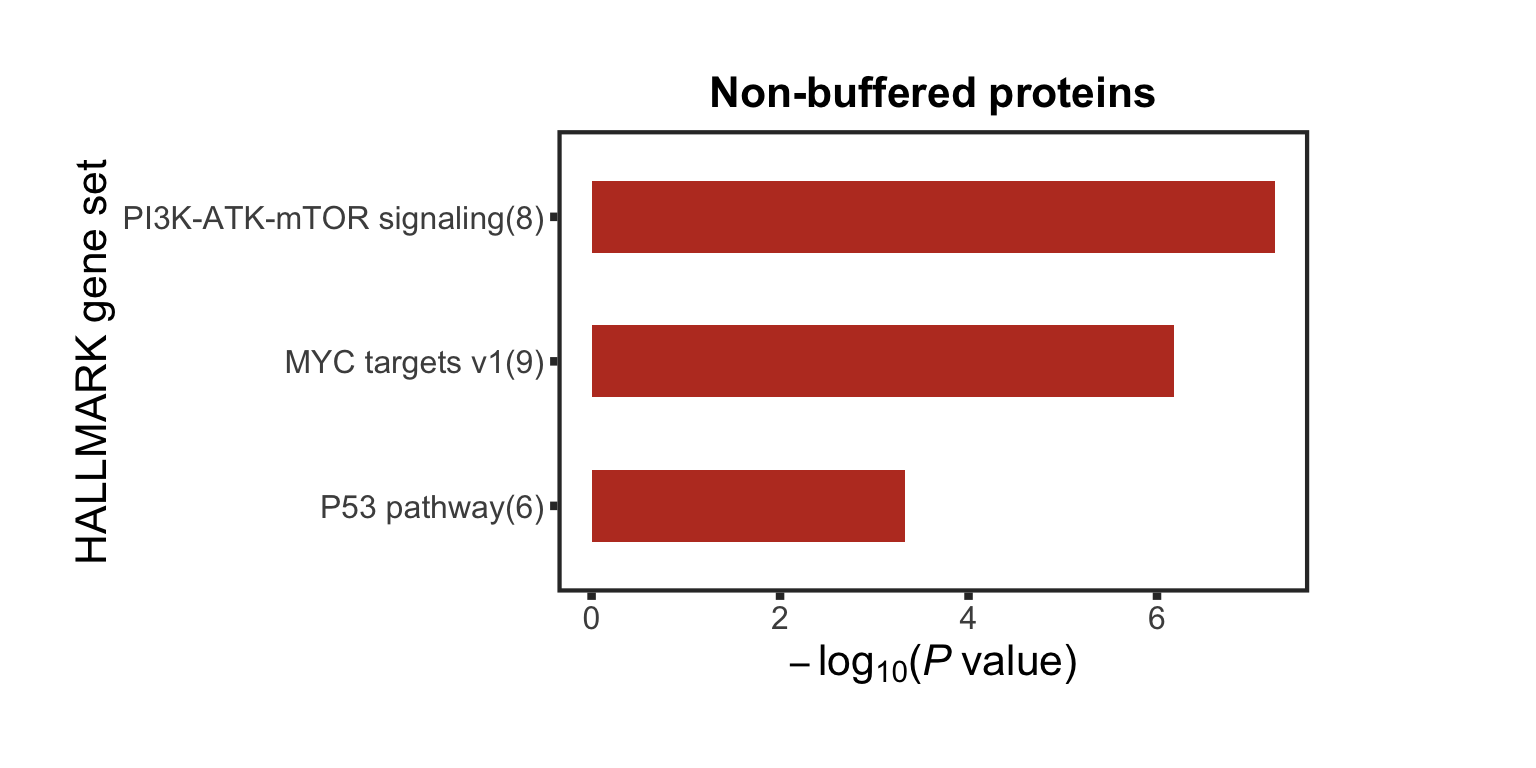 Non-buffered proteins
HALLMARK gene set
PI3K-ATK-mTOR signaling(8)
MYC targets v1(9)
P53 pathway(6)
0 2 4 6
−log₁₀(P value)